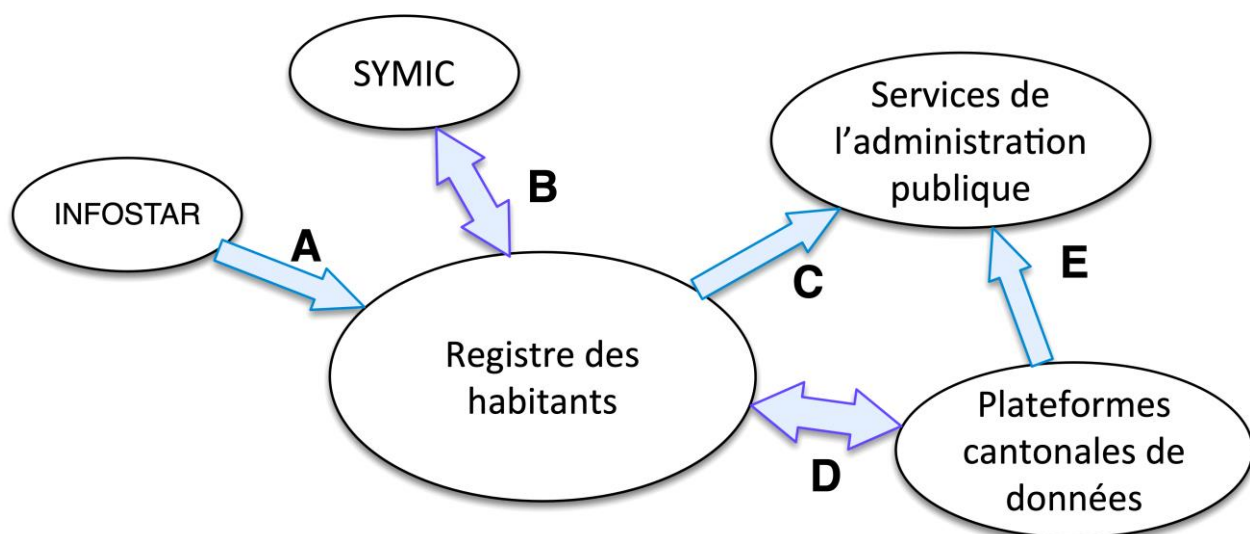 SYMIC
Services de
l'administration
publique
INFOSTAR
A
B
C
E
Registre des
habitants
D
Plateformes
cantonales de
données